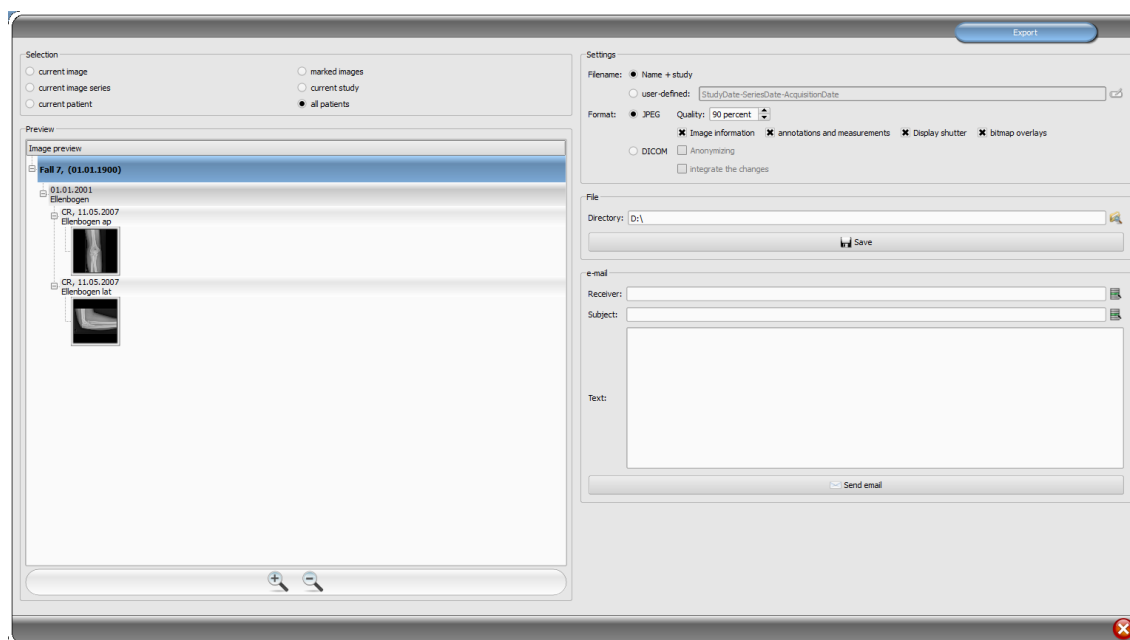 Export
Selection
current image
marked images
current image series
current study
current patient
all patients
Preview
Image preview
Fall 7, (01.01.1900)
01.01.2001
Ellenbogen
CR, 11.05.2007
Ellenbogen ap
CR, 11.05.2007
Ellenbogen lat
Settings
Filename: Name + study
user-defined: StudyDate-SeriesDate-AcquisitionDate
Format: JPEG Quality: 90 percent
Image information annotations and measurements Display shutter bitmap overlays
DICOM Anonymizing
integrate the changes
File
Directory: D:\
Save
e-mail
Receiver:
Subject:
Text:
Send email